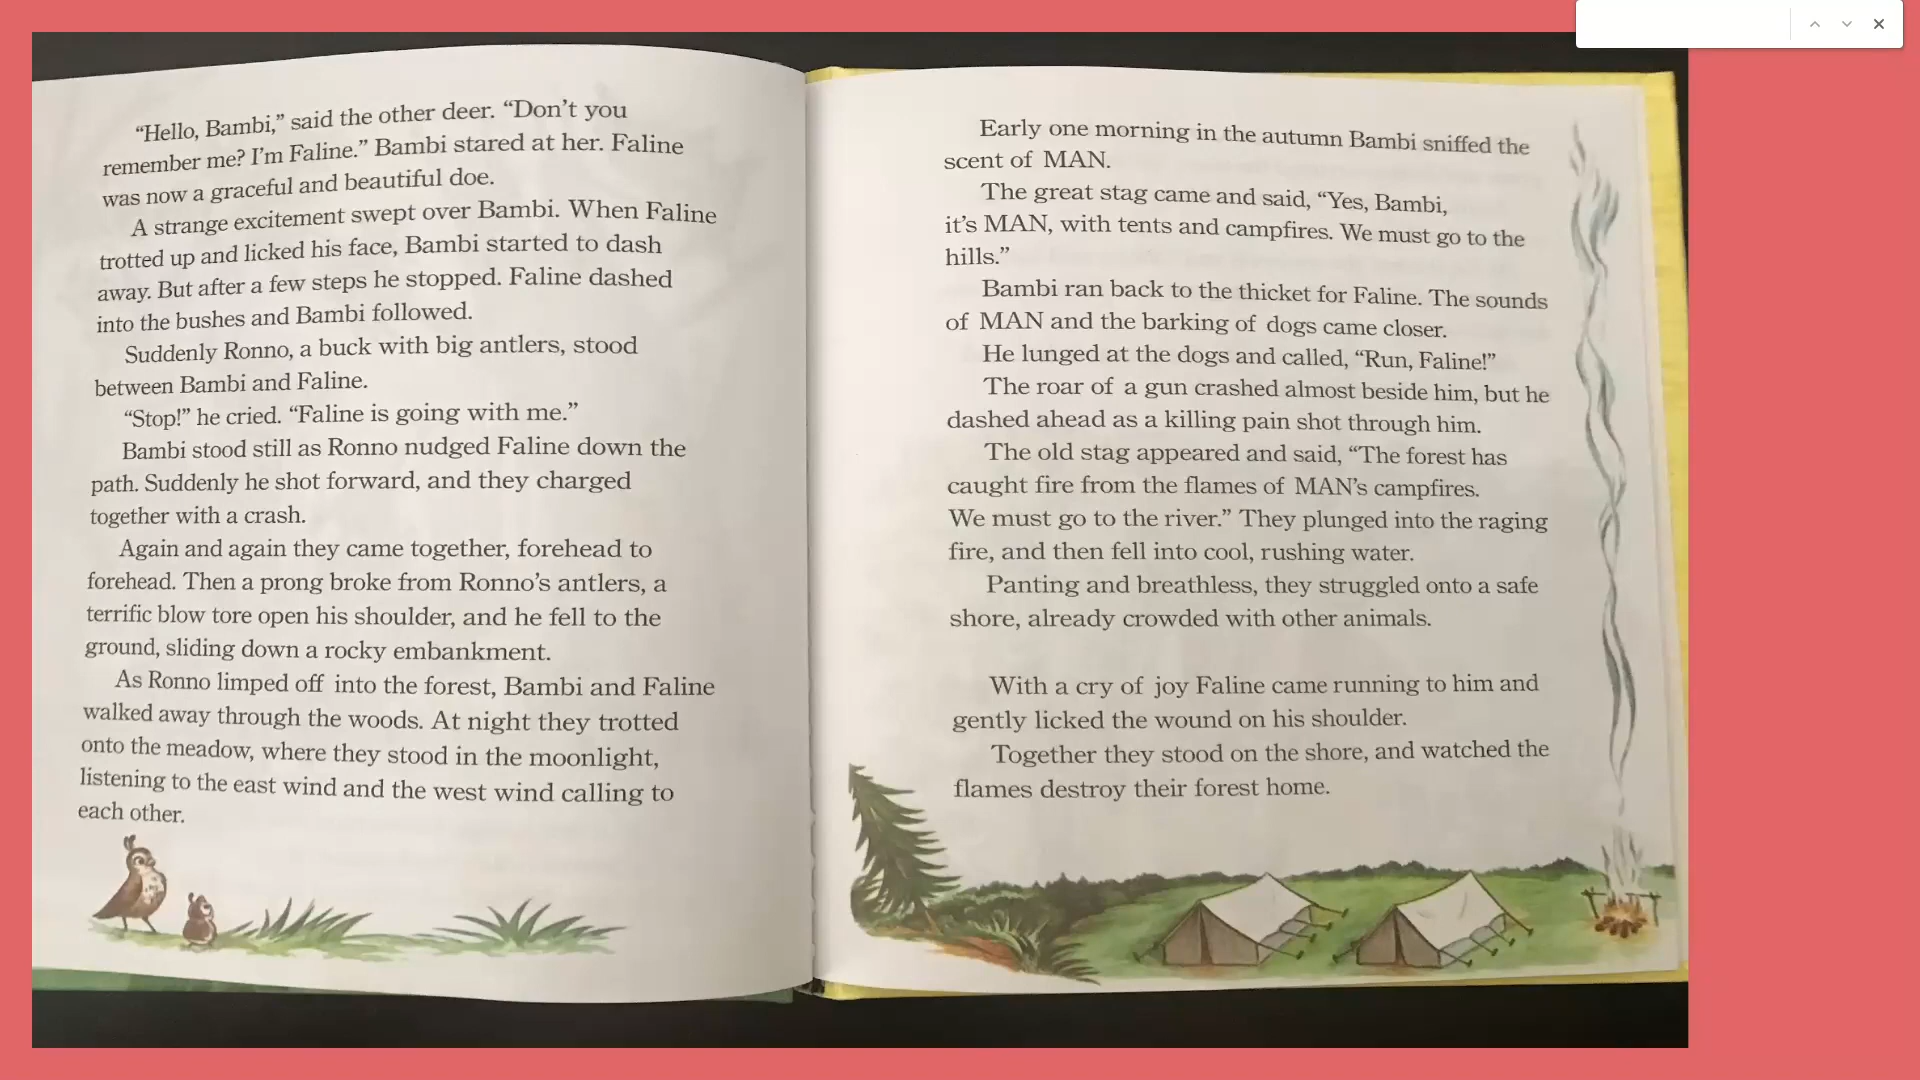 “Hello, Bambi,” said the other deer. “Don’t you
remember me? I’m Faline.” Bambi stared at her. Faline
was now a graceful and beautiful doe.
A strange excitement swept over Bambi. When Faline
trotted up and licked his face, Bambi started to dash
away. But after a few steps he stopped. Faline dashed
into the bushes and Bambi followed.
Suddenly Ronno, a buck with big antlers, stood
between Bambi and Faline.
“Stop!” he cried. “Faline is going with me.”
Bambi stood still as Ronno nudged Faline down the
path. Suddenly he shot forward, and they charged
together with a crash.
Again and again they came together, forehead to
forehead. Then a prong broke from Ronno’s antlers, a
terrific blow tore open his shoulder, and he fell to the
ground, sliding down a rocky embankment.
As Ronno limped off into the forest, Bambi and Faline
walked away through the woods. At night they trotted
onto the meadow, where they stood in the moonlight,
listening to the east wind and the west wind calling to
each other.
Early one morning in the autumn Bambi sniffed the
scent of MAN.
The great stag came and said, “Yes, Bambi,
it’s MAN, with tents and campfires. We must go to the
hills.”
Bambi ran back to the thicket for Faline. The sounds
of MAN and the barking of dogs came closer.
He lunged at the dogs and called, “Run, Faline!”
The roar of a gun crashed almost beside him, but he
dashed ahead as a killing pain shot through him.
The old stag appeared and said, “The forest has
caught fire from the flames of MAN’s campfires.
We must go to the river.” They plunged into the raging
fire, and then fell into cool, rushing water.
Panting and breathless, they struggled onto a safe
shore, already crowded with other animals.
With a cry of joy Faline came running to him and
gently licked the wound on his shoulder.
Together they stood on the shore, and watched the
flames destroy their forest home.